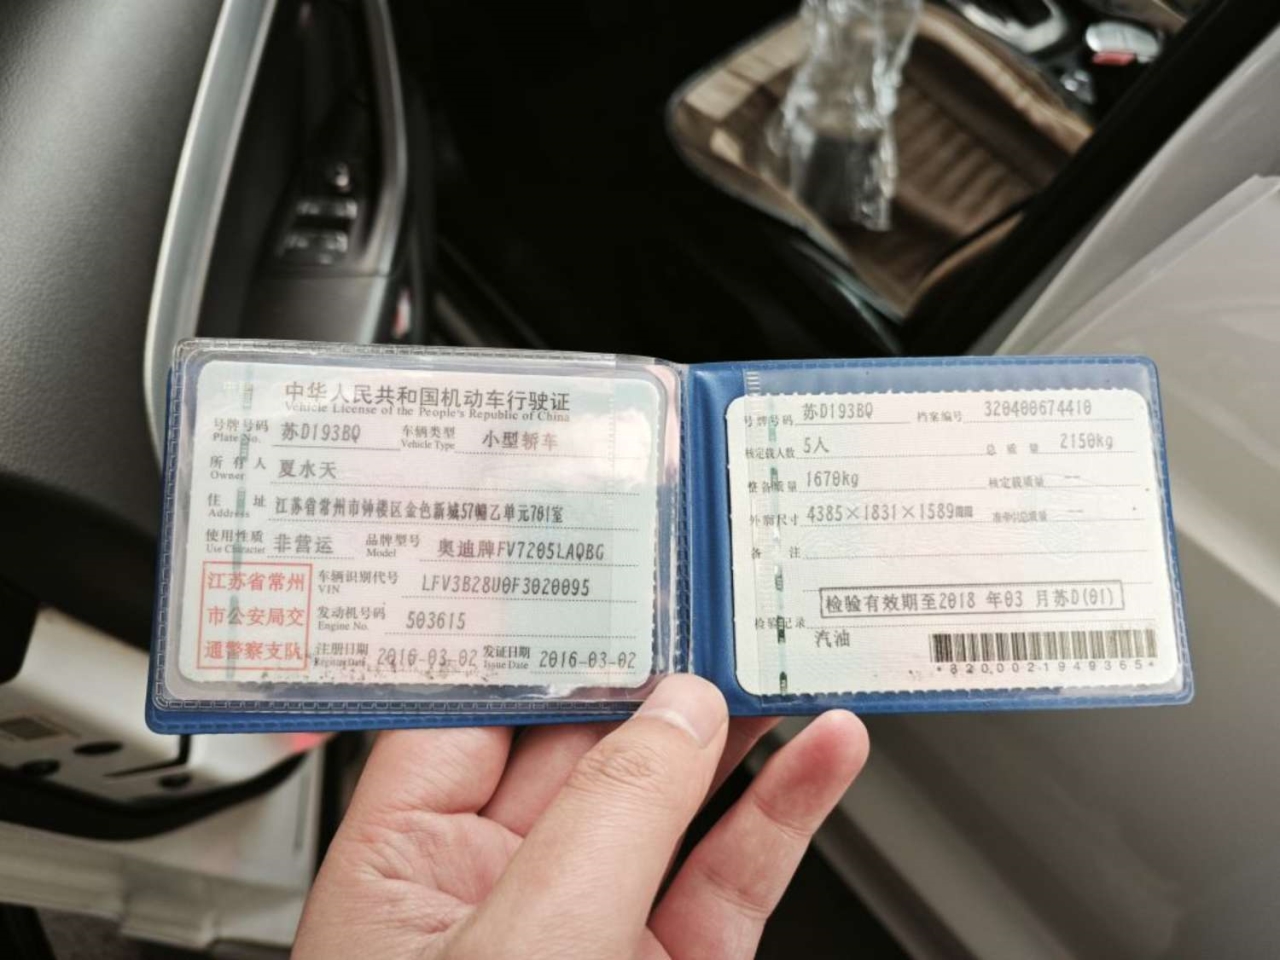 中华人民共和国机动车行驶证
Vehicle License of the People's Republic of China
号牌号码 苏D193BQ 车辆类型 小型轿车
Plate No. Vehicle Type
所有人 夏水天
Owner
住址 江苏省常州市钟楼区金色新城57幢乙单元701室
Address
使用性质 非营运 品牌型号 奥迪牌FV7205LAQBG
Use Character Model
江苏省常州
市公安局交
通警察支队
车辆识别代号 LFV3B28U0F3020095
VIN
发动机号码 503615
Engine No.
注册日期 2016-03-02 发证日期 2016-03-02
Register Date Issue Date
号牌号码 苏D193BQ 档案编号 320400674410
核定载人数 5人 总质量 2150kg
整备质量 1670kg 核定载质量 --
外廓尺寸 4385×1831×1589mm 准牵引总质量 --
备注
检验有效期至2018 年03 月苏D(01)
检验记录
汽油
*8200021949365*